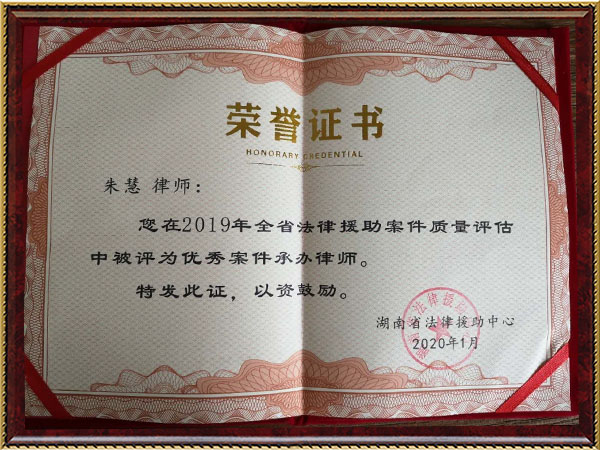 荣誉证书
HONORARY CREDENTIAL
朱慧 律师：
您在2019年全省法律援助案件质量评估
中被评为优秀案件承办律师。
特发此证，以资鼓励。
湖南省法律援助中心
2020年1月